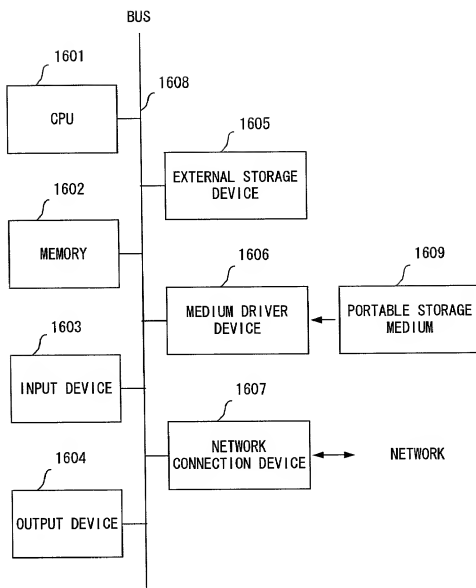 BUS
1601
1608
CPU
1605
EXTERNAL STORAGE
DEVICE
1602
MEMORY
1606
1609
MEDIUM DRIVER
DEVICE
PORTABLE STORAGE
MEDIUM
1603
INPUT DEVICE
1607
NETWORK
CONNECTION DEVICE
NETWORK
1604
OUTPUT DEVICE